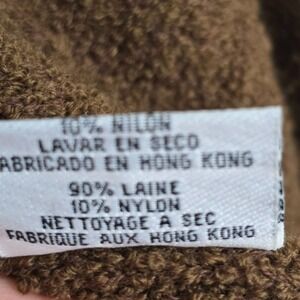 10% NILON
LAVAR EN SECO
ABRICADO EN HONG KONG
90% LAINE
10% NYLON
NETTOYAGE A SEC
FABRIQUE AUX HONG KONG